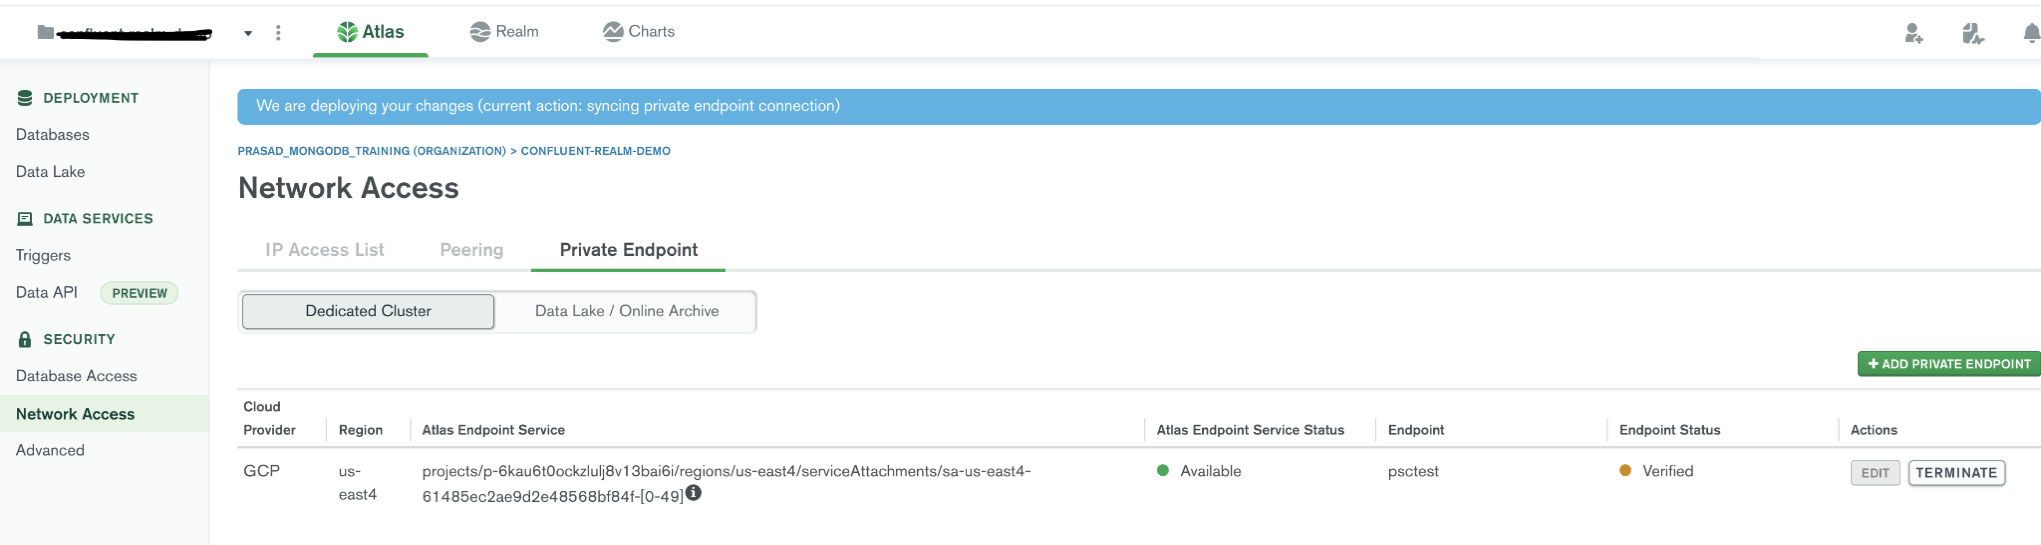 Atlas
Realm
Charts
DEPLOYMENT
Databases
Data Lake
DATA SERVICES
Triggers
Data API PREVIEW
SECURITY
Database Access
Network Access
Advanced
We are deploying your changes (current action: syncing private endpoint connection)
PRASAD_MONGODB_TRAINING (ORGANIZATION) > CONFLUENT-REALM-DEMO
Network Access
IP Access List Peering Private Endpoint
Dedicated Cluster Data Lake / Online Archive
+ ADD PRIVATE ENDPOINT
Cloud
Provider Region Atlas Endpoint Service Atlas Endpoint Service Status Endpoint Endpoint Status Actions
GCP us- projects/p-6kau6t0ockzlulj8v13bai6i/regions/us-east4/serviceAttachments/sa-us-east4- Available psctest Verified EDIT TERMINATE
east4 61485ec2ae9d2e48568bf84f-[0-49]